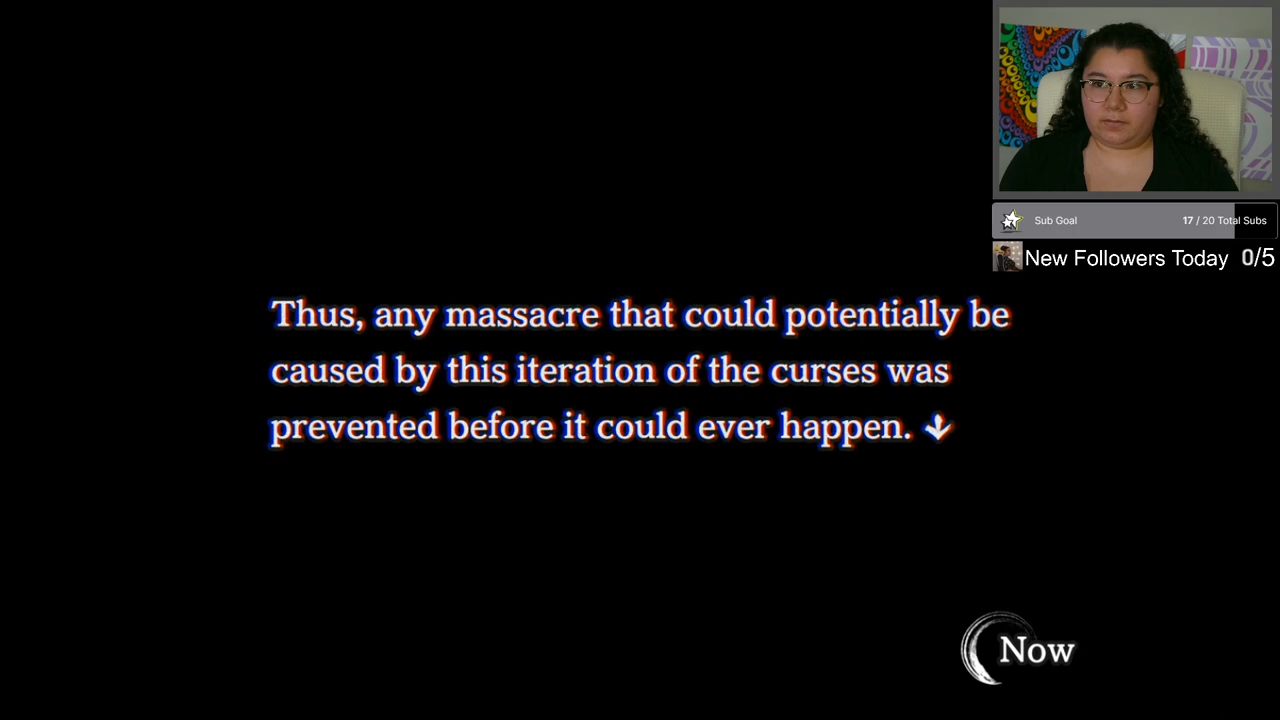 Sub Goal
17 / 20 Total Subs
New Followers Today 0/5
Thus, any massacre that could potentially be
caused by this iteration of the curses was
prevented before it could ever happen.
Now